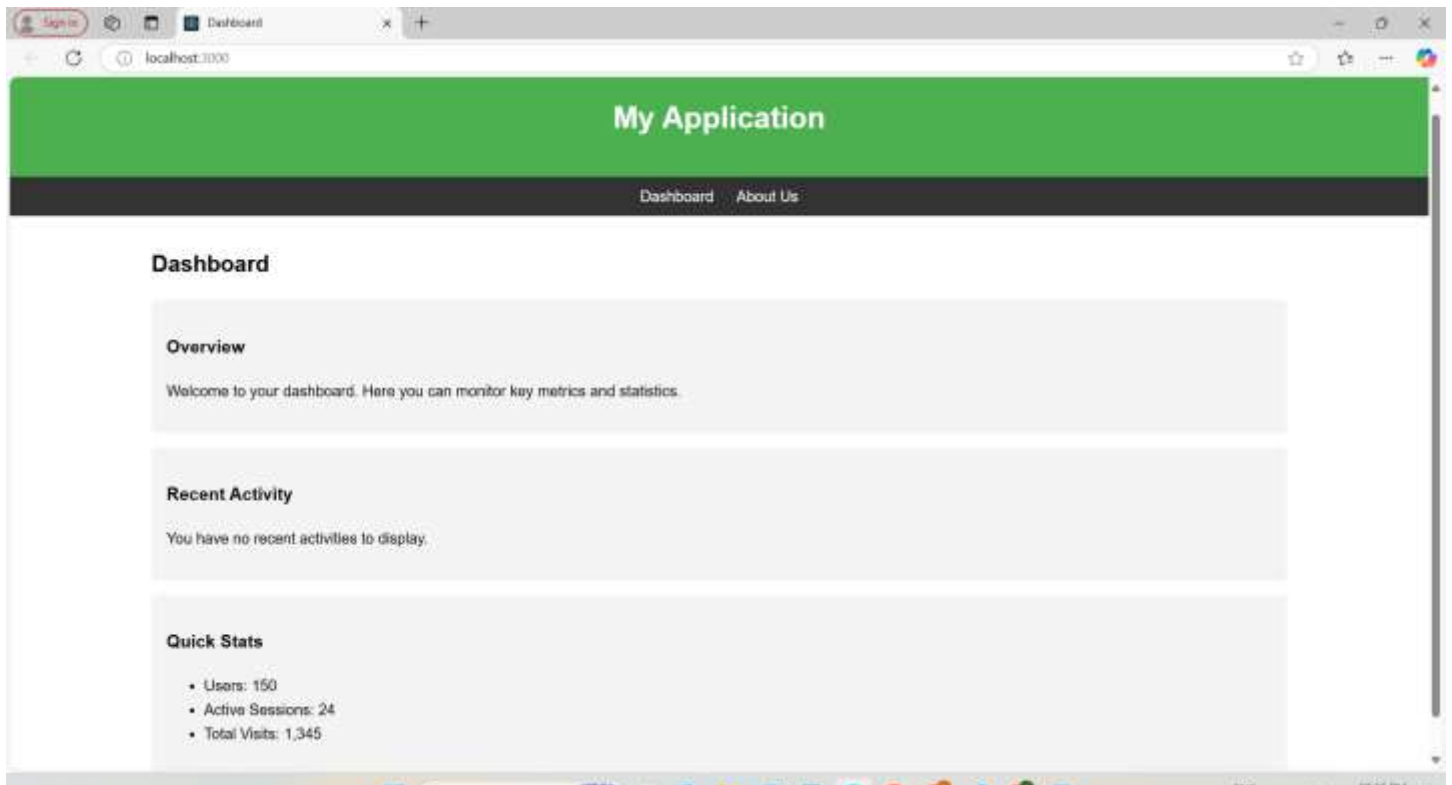 Sign in
Dashboard
localhost:3000
My Application
Dashboard About Us
Dashboard
Overview
Welcome to your dashboard. Here you can monitor key metrics and statistics.
Recent Activity
You have no recent activities to display.
Quick Stats
• Users: 150
• Active Sessions: 24
• Total Visits: 1,345